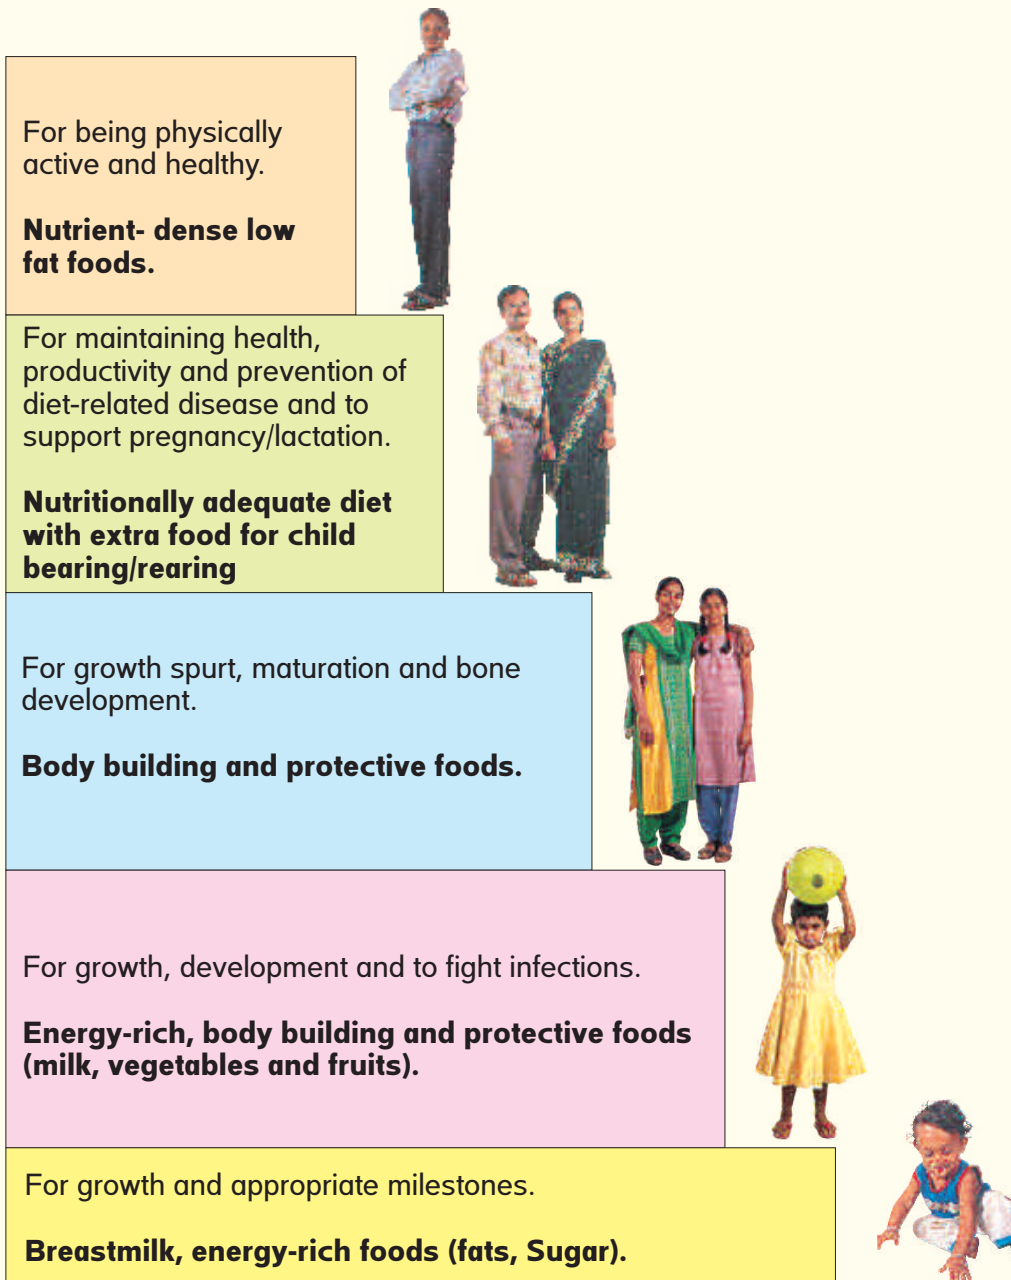 For being physically
active and healthy.
Nutrient- dense low
fat foods.
For maintaining health,
productivity and prevention of
diet-related disease and to
support pregnancy/lactation.
Nutritionally adequate diet
with extra food for child
bearing/rearing
For growth spurt, maturation and bone
development.
Body building and protective foods.
For growth, development and to fight infections.
Energy-rich, body building and protective foods
(milk, vegetables and fruits).
For growth and appropriate milestones.
Breastmilk, energy-rich foods (fats, Sugar).